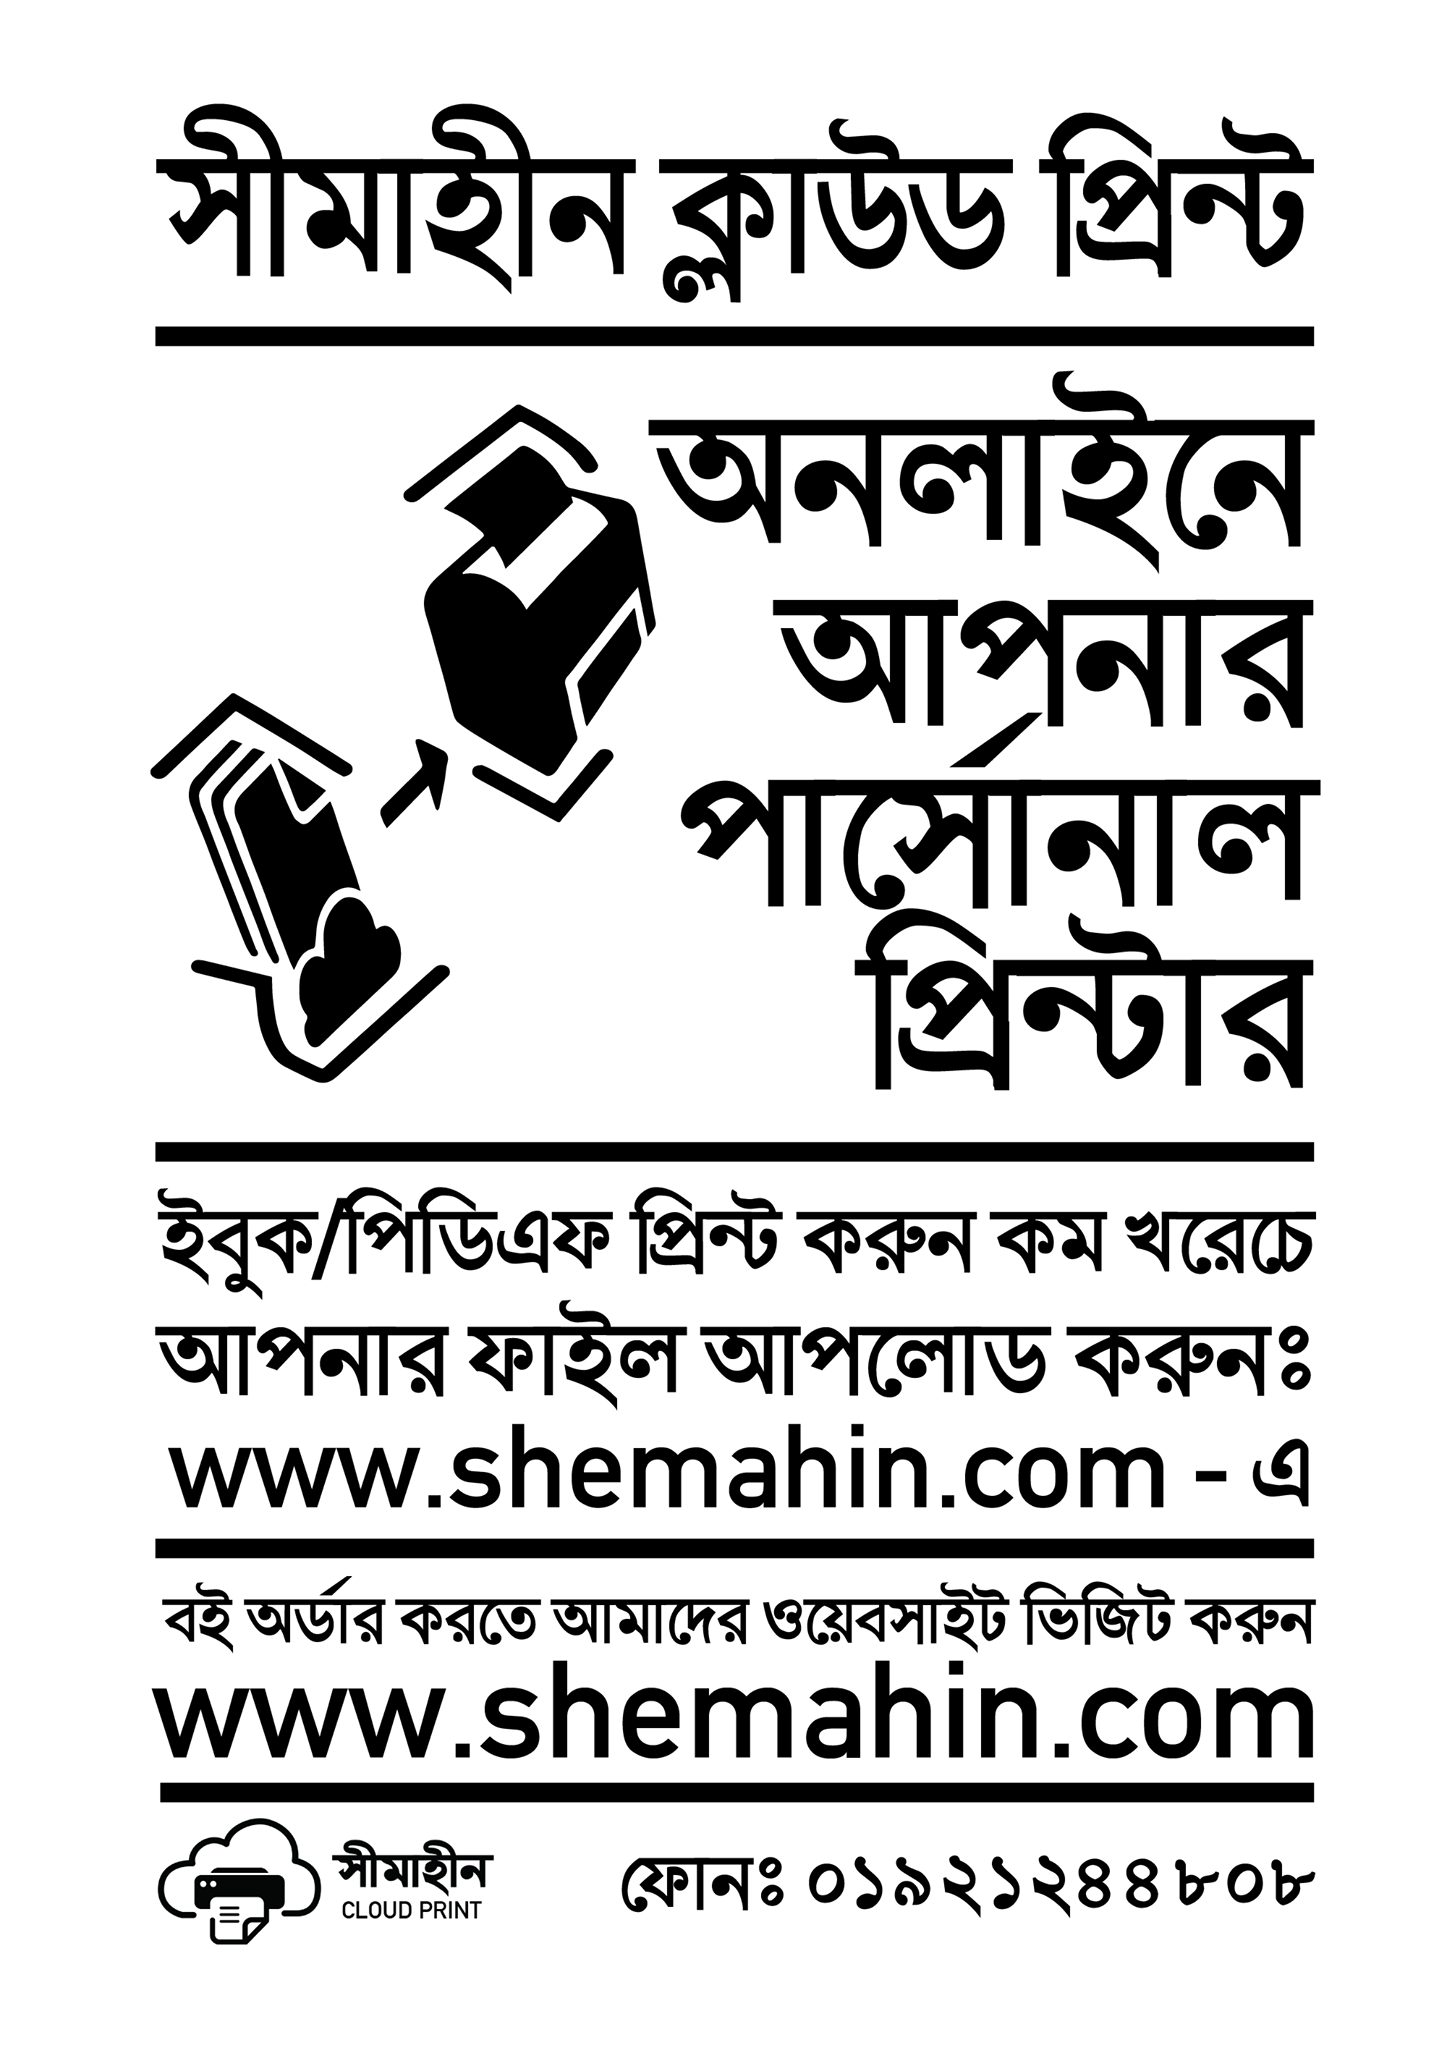 সীমাহীন ক্লাউড প্রিন্ট
অনলাইনে
আপনার
পার্সোনাল
প্রিন্টার
ইবুক/পিডিএফ প্রিন্ট করুন কম খরেচে
আপনার ফাইল আপলোড করুনঃ
www.shemahin.com - এ
বই অর্ডার করতে আমাদের ওয়েবসাইট ভিজিট করুন
www.shemahin.com
সীমাহীন
CLOUD PRINT
ফোনঃ ০১৯২১২৪৪৮০৮